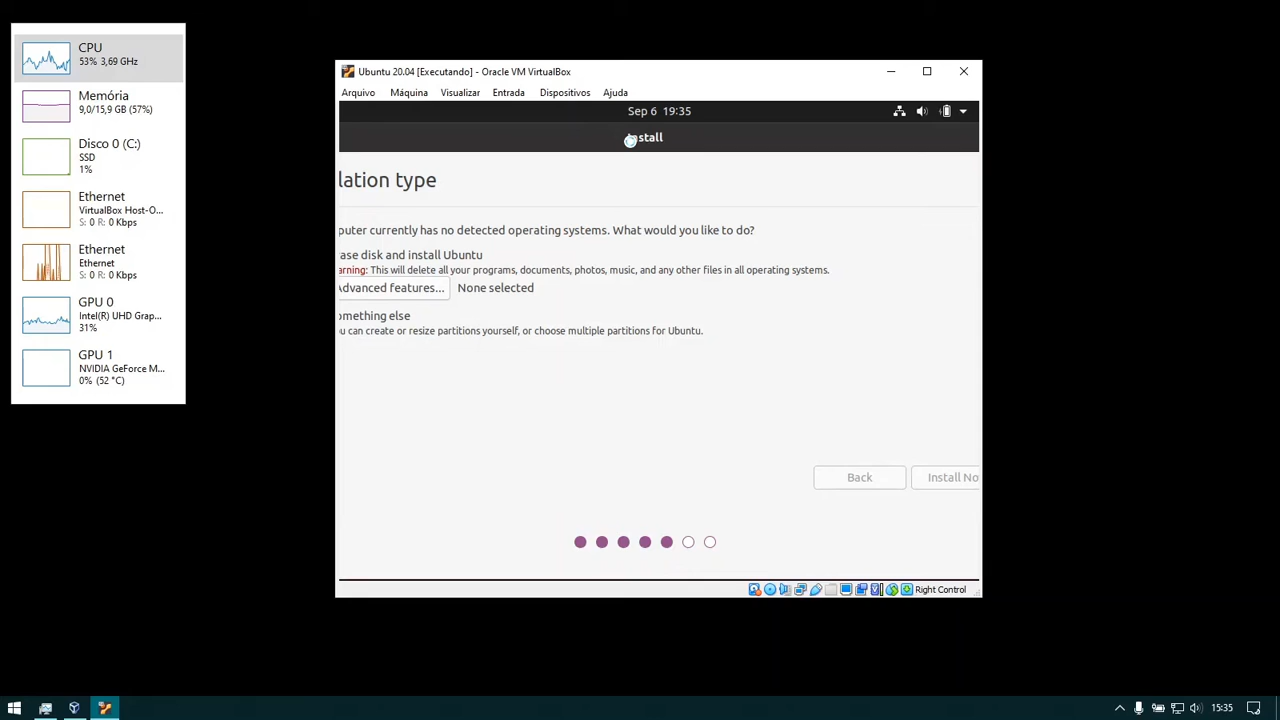 CPU
53% 3,69 GHz
Memória
9,0/15,9 GB (57%)
Disco 0 (C:)
SSD
1%
Ethernet
VirtualBox Host-O...
S: 0 R: 0 Kbps
Ethernet
Ethernet
S: 0 R: 0 Kbps
GPU 0
Intel(R) UHD Grap...
31%
GPU 1
NVIDIA GeForce M...
0% (52 °C)
Ubuntu 20.04 [Executando] - Oracle VM VirtualBox
Arquivo Máquina Visualizar Entrada Dispositivos Ajuda
Sep 6 19:35
Install
lation type
puter currently has no detected operating systems. What would you like to do?
ase disk and install Ubuntu
arning: This will delete all your programs, documents, photos, music, and any other files in all operating systems.
Advanced features... None selected
omething else
ou can create or resize partitions yourself, or choose multiple partitions for Ubuntu.
Back Install No
Right Control
15:35